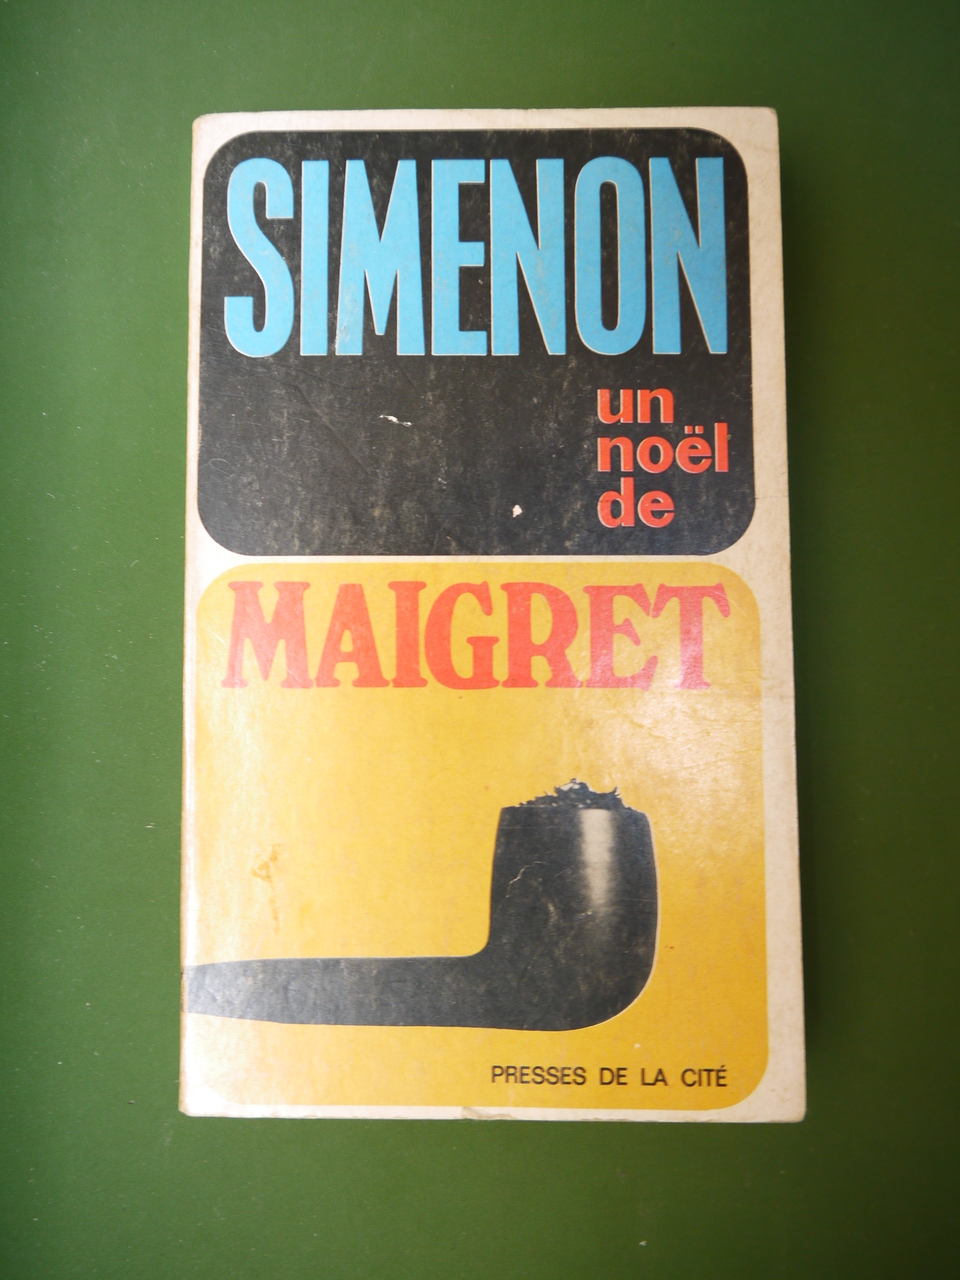 SIMENON
un
noël
de
MAIGRET
PRESSES DE LA CITÉ